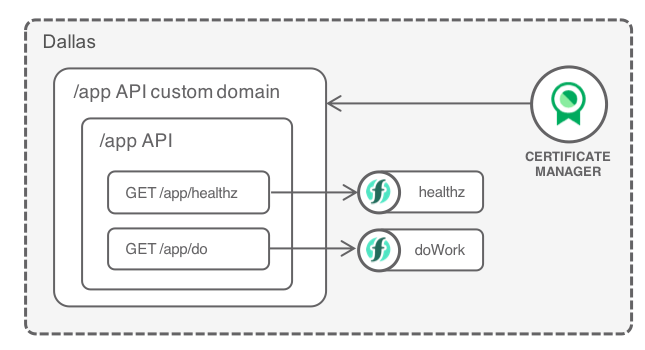 Dallas
/app API custom domain
/app API
GET /app/healthz
healthz
GET /app/do
doWork
CERTIFICATE
MANAGER